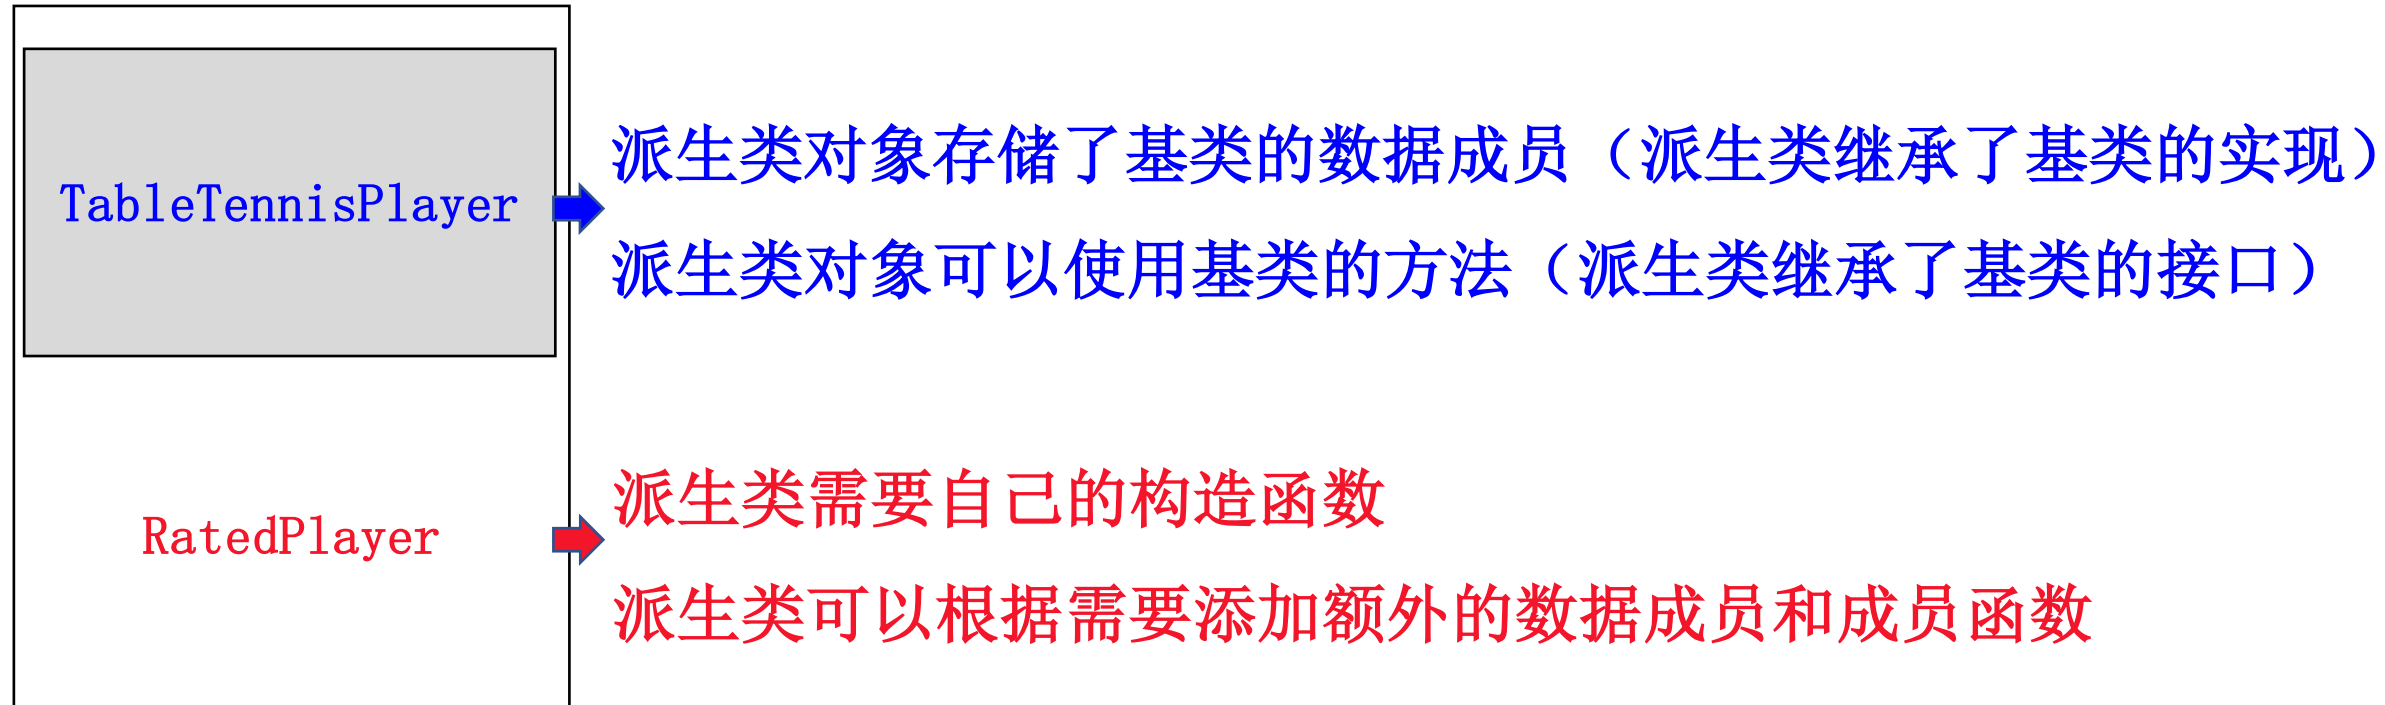 派生类对象存储了基类的数据成员（派生类继承了基类的实现）
TableTennisPlayer
派生类对象可以使用基类的方法（派生类继承了基类的接口）
派生类需要自己的构造函数
RatedPlayer
派生类可以根据需要添加额外的数据成员和成员函数